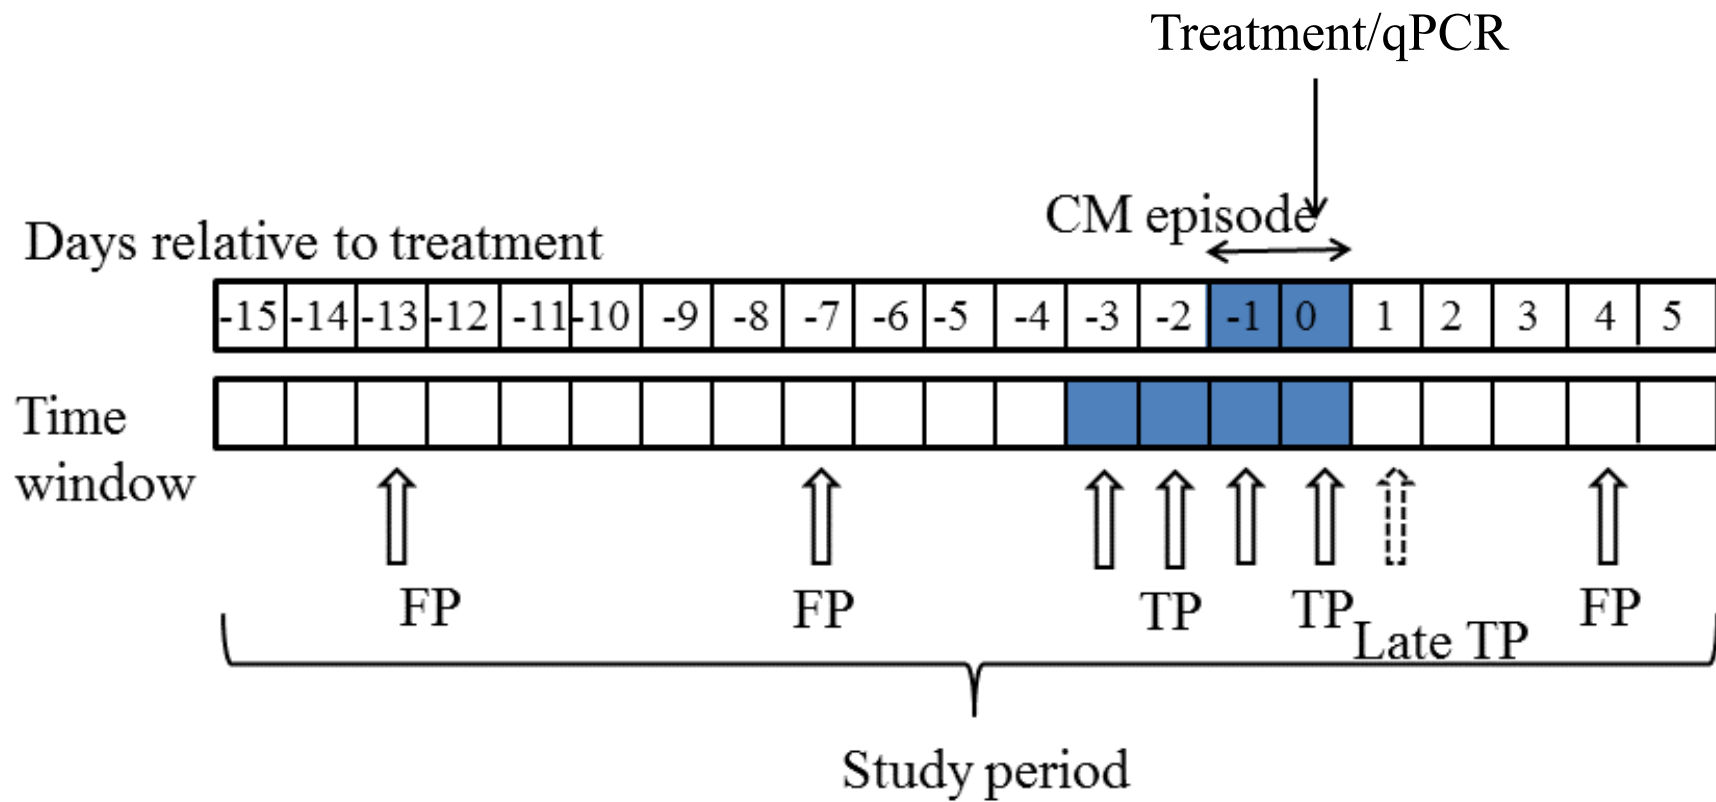 Treatment/qPCR
CM episode
Days relative to treatment
-15 -14 -13 -12 -11 -10 -9 -8 -7 -6 -5 -4 -3 -2 -1 0 1 2 3 4 5
Time
window
FP FP TP TP FP
Late TP
Study period